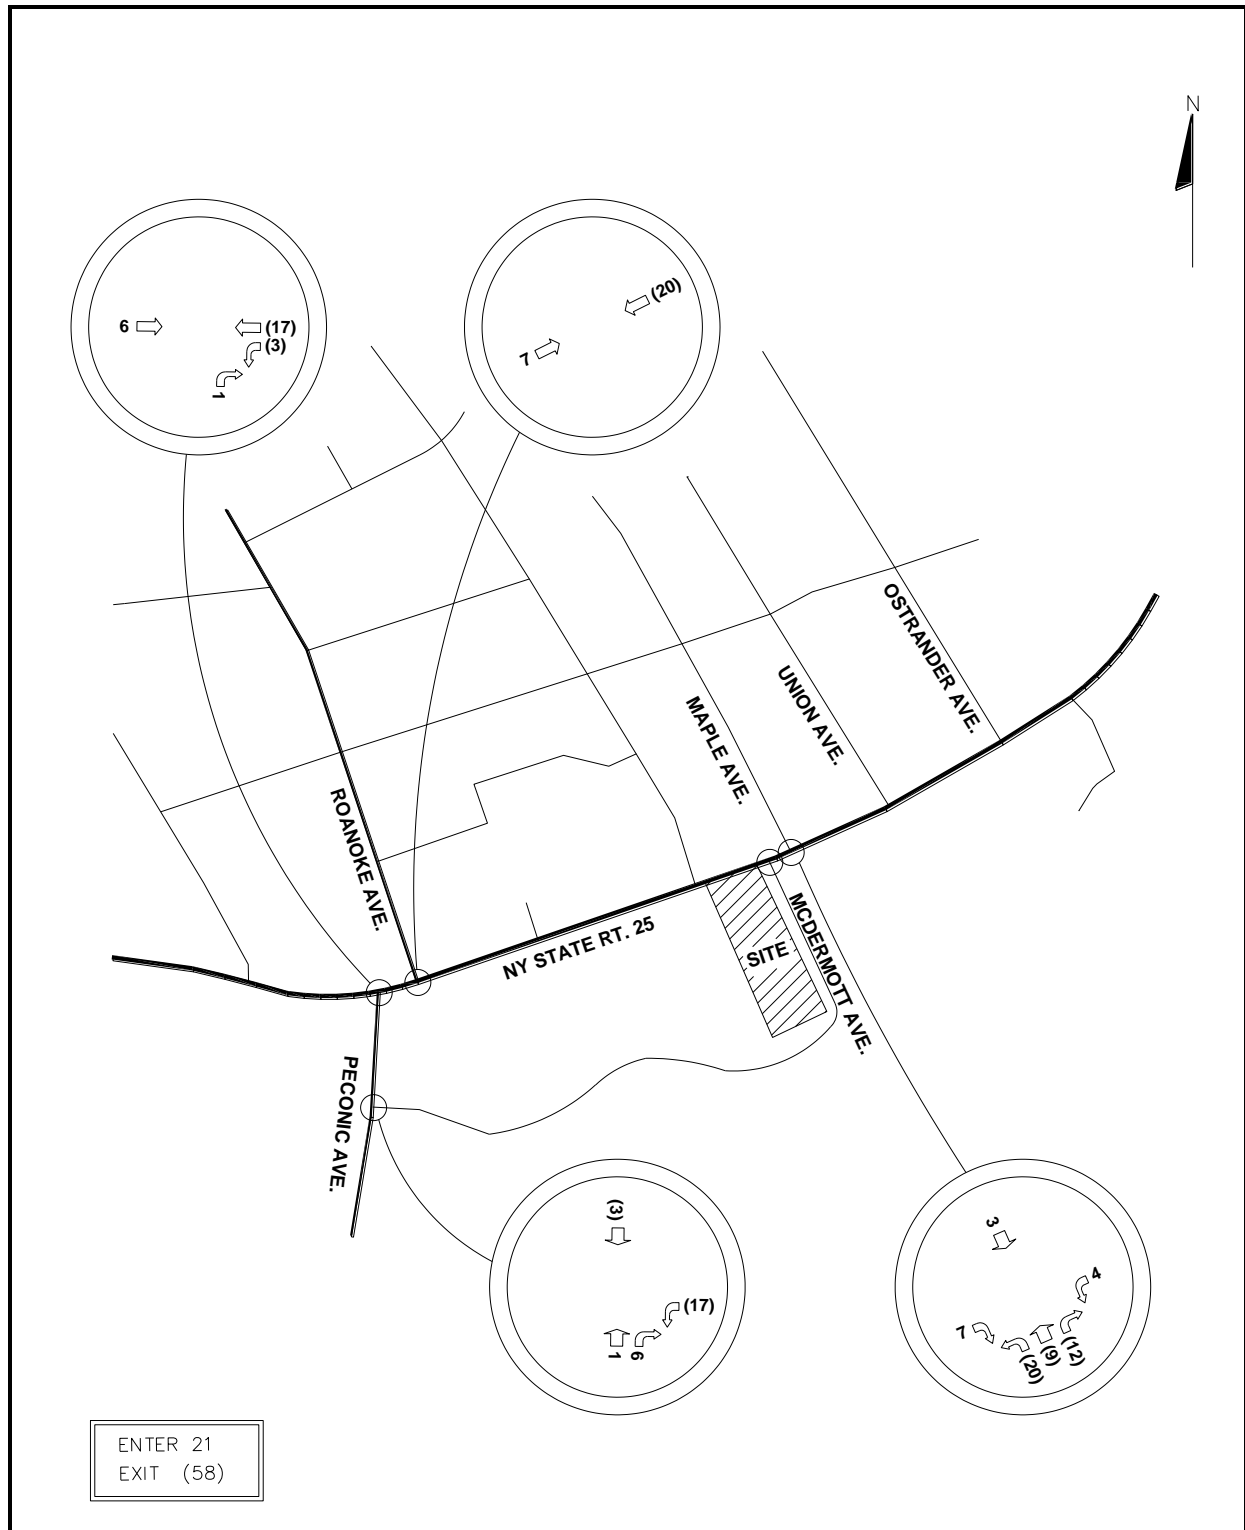 N
6
(17)
(3)
1
(20)
7
OSTRANDER AVE.
UNION AVE.
MAPLE AVE.
ROANOKE AVE.
NY STATE RT. 25
SITE
MCDERMOTT AVE.
PECONIC AVE.
(3)
(17)
1
6
3
4
7
(20)
(9)
(12)
ENTER 21
EXIT (58)